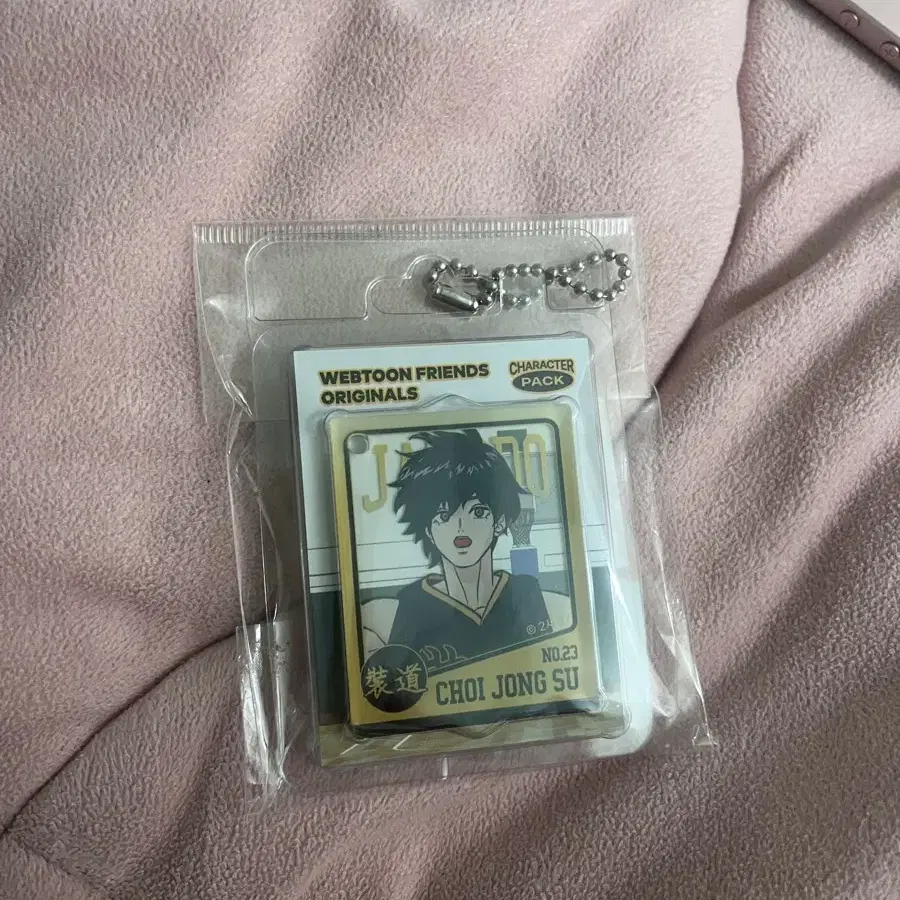 WEBTOON FRIENDS
ORIGINALS
CHARACTER
PACK
NO.23
CHOI JONG SU
裝道